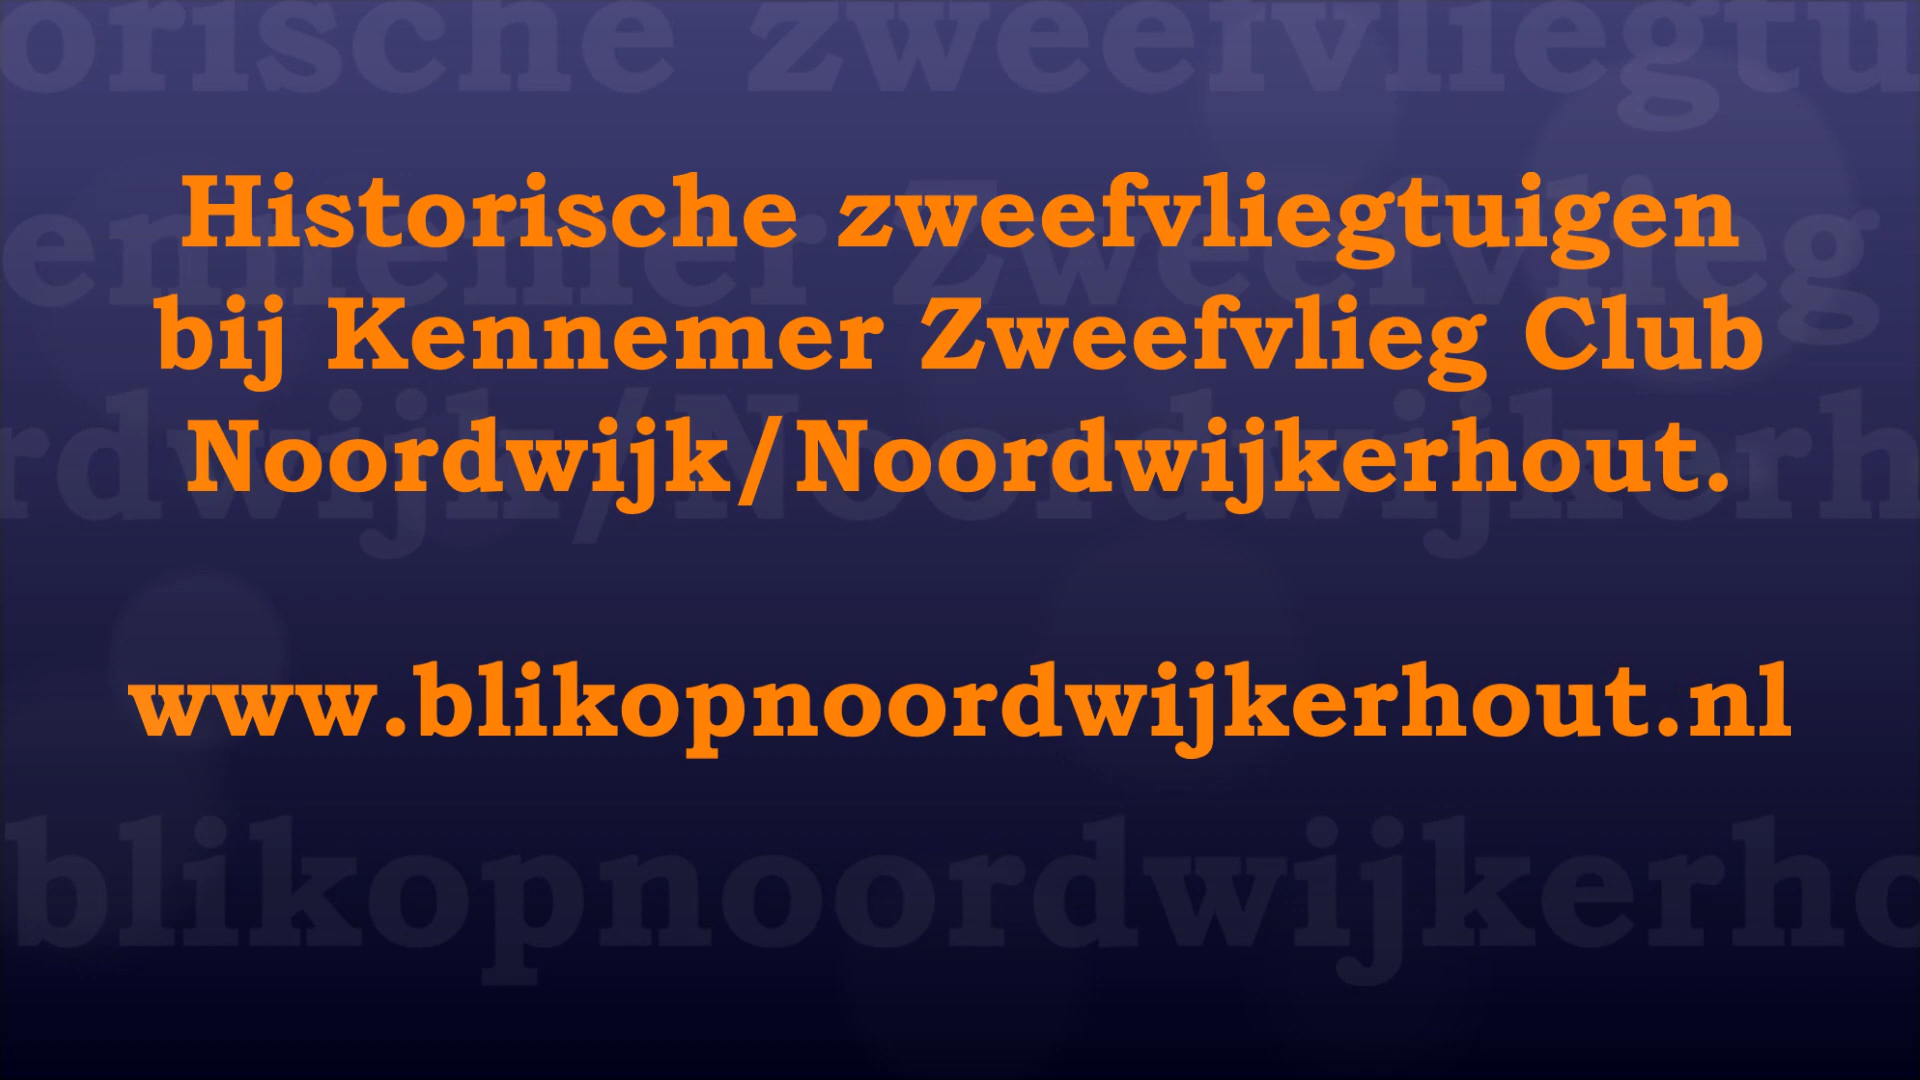 Historische zweefvliegtuigen
bij Kennemer Zweefvlieg Club
Noordwijk/Noordwijkerhout.
www.blikopnoordwijkerhout.nl